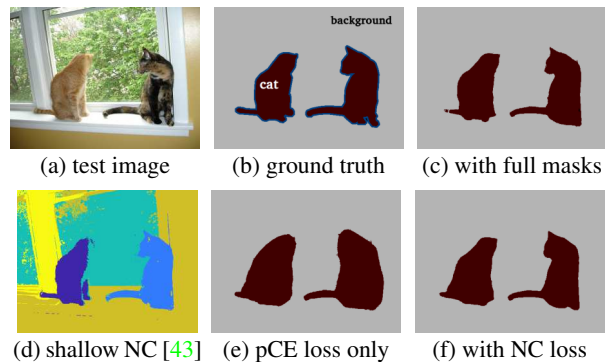 background
cat
(a) test image
(b) ground truth
(c) with full masks
(d) shallow NC [43]
(e) pCE loss only
(f) with NC loss